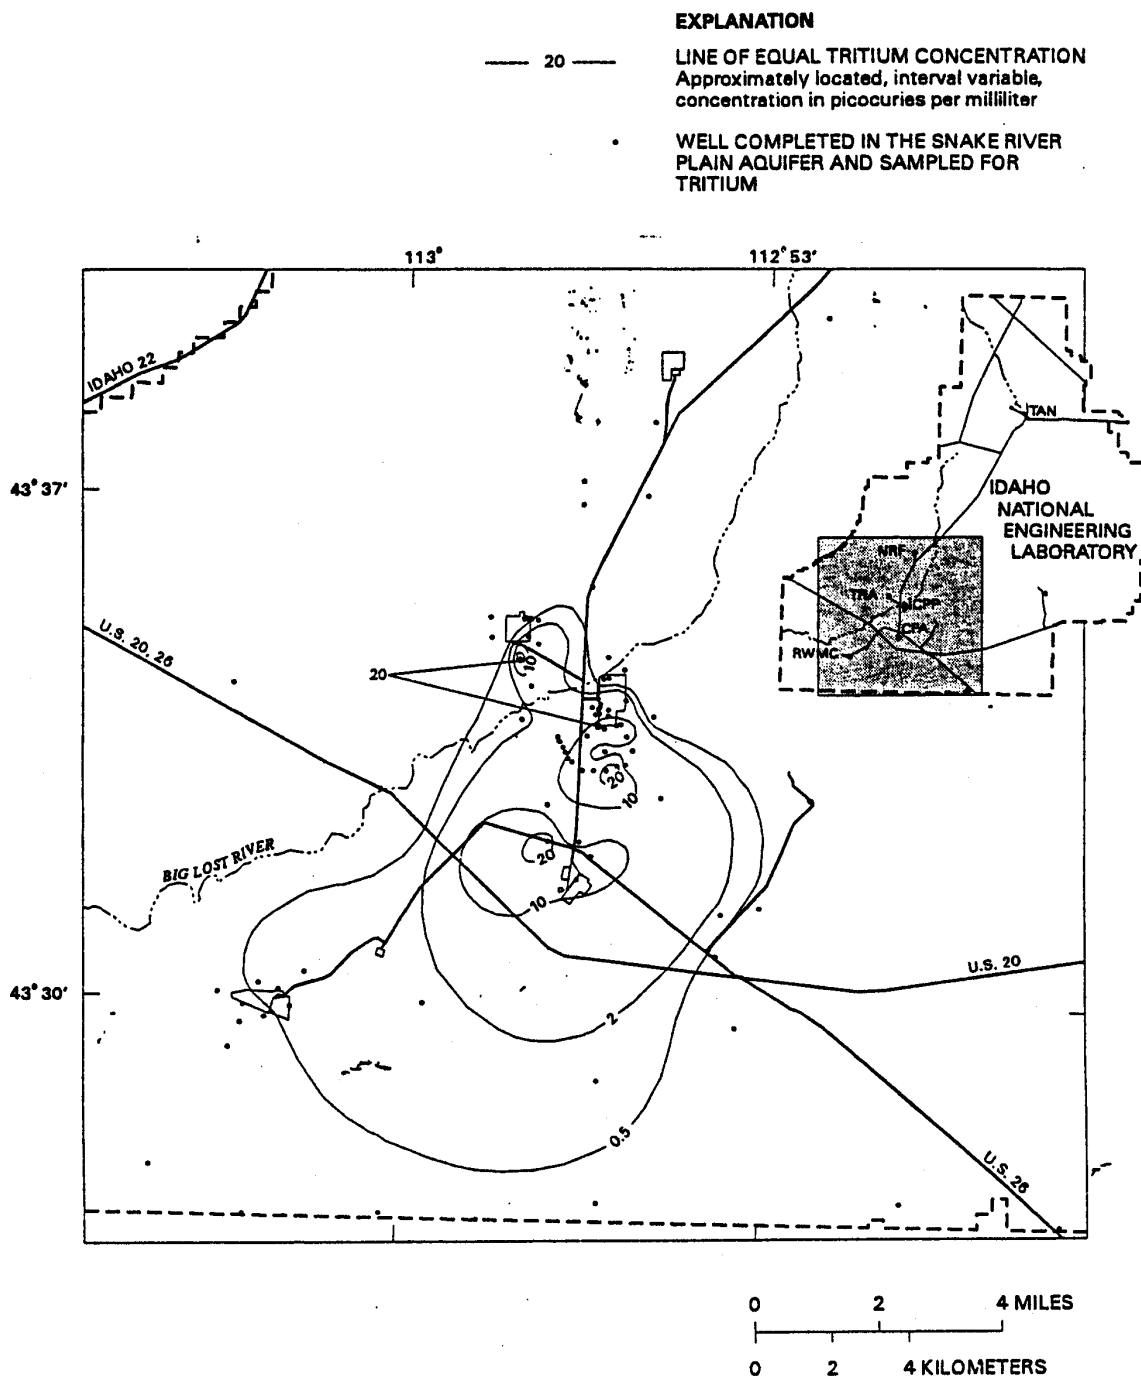 EXPLANATION
20
LINE OF EQUAL TRITIUM CONCENTRATION
Approximately located, interval variable,
concentration in picocuries per milliliter
WELL COMPLETED IN THE SNAKE RIVER
PLAIN AQUIFER AND SAMPLED FOR
TRITIUM
113°
112°53'
IDAHO 22
TAN
43°37'
IDAHO
NATIONAL
ENGINEERING
LABORATORY
NRF
TRA
ICPP
CFA
RWMC
U.S. 20, 26
20
10
20
10
BIG LOST RIVER
20
10
U.S. 20
43°30'
2
0.5
U.S. 26
0 2 4 MILES
0 2 4 KILOMETERS